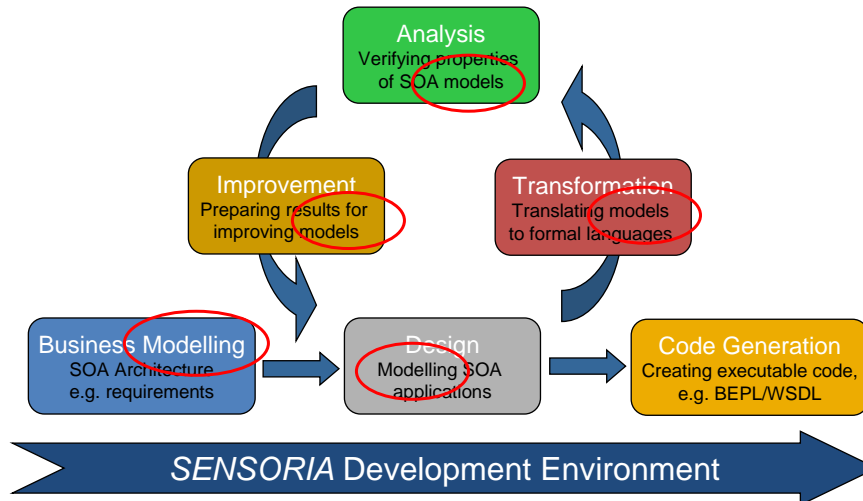 Analysis
Verifying properties
of SOA models
Improvement
Preparing results for
improving models
Transformation
Translating models
to formal languages
Business Modelling
SOA Architecture
e.g. requirements
Design
Modelling SOA
applications
Code Generation
Creating executable code,
e.g. BEPL/WSDL
SENSORIA Development Environment